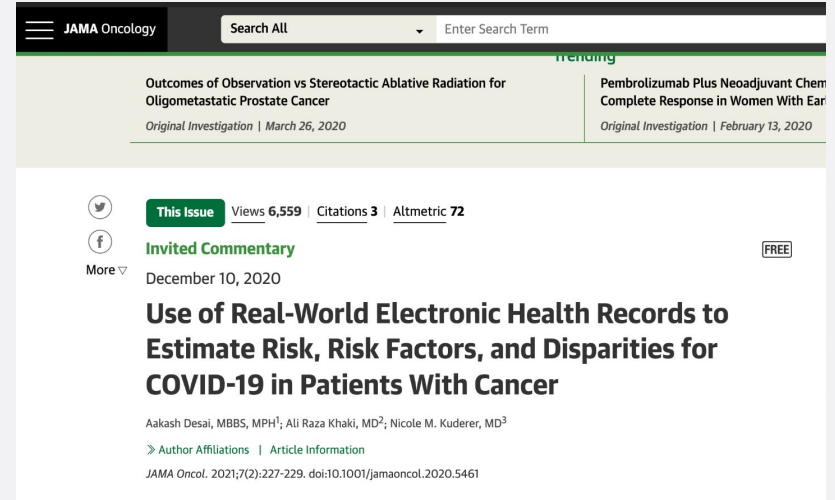 JAMA Oncology
Search All
Enter Search Term
Trending
Outcomes of Observation vs Stereotactic Ablative Radiation for
Oligometastatic Prostate Cancer
Original Investigation | March 26, 2020
Pembrolizumab Plus Neoadjuvant Chem
Complete Response in Women With Earl
Original Investigation | February 13, 2020
This Issue Views 6,559 | Citations 3 | Altmetric 72
Invited Commentary
FREE
More ▽
December 10, 2020
Use of Real-World Electronic Health Records to
Estimate Risk, Risk Factors, and Disparities for
COVID-19 in Patients With Cancer
Aakash Desai, MBBS, MPH1; Ali Raza Khaki, MD2; Nicole M. Kuderer, MD3
» Author Affiliations | Article Information
JAMA Oncol. 2021;7(2):227-229. doi:10.1001/jamaoncol.2020.5461